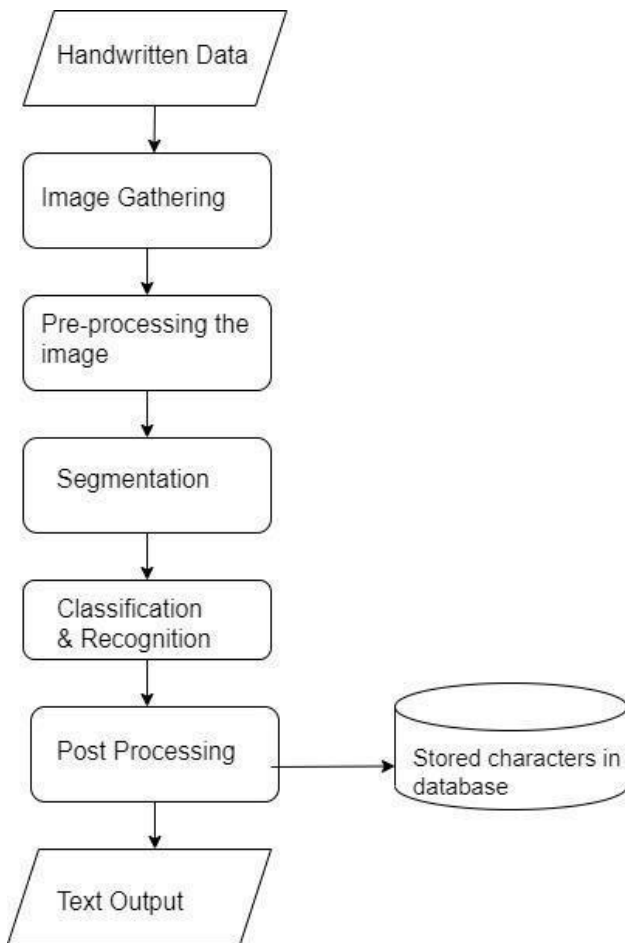 Handwritten Data
Image Gathering
Pre-processing the
image
Segmentation
Classification
& Recognition
Post Processing
Stored characters in
database
Text Output